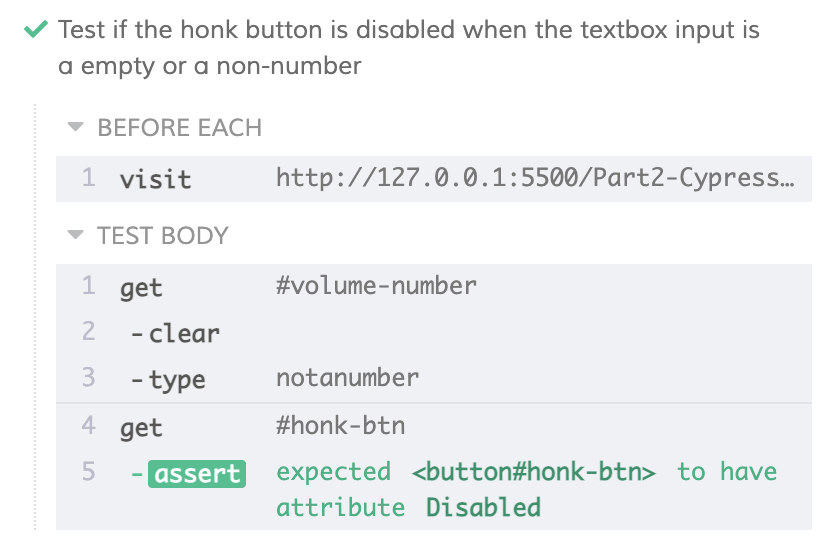 Test if the honk button is disabled when the textbox input is
a empty or a non-number
BEFORE EACH
1 visit http://127.0.0.1:5500/Part2-Cypress…
TEST BODY
1 get #volume-number
2 -clear
3 -type notanumber
4 get #honk-btn
5 -assert expected <button#honk-btn> to have
attribute Disabled